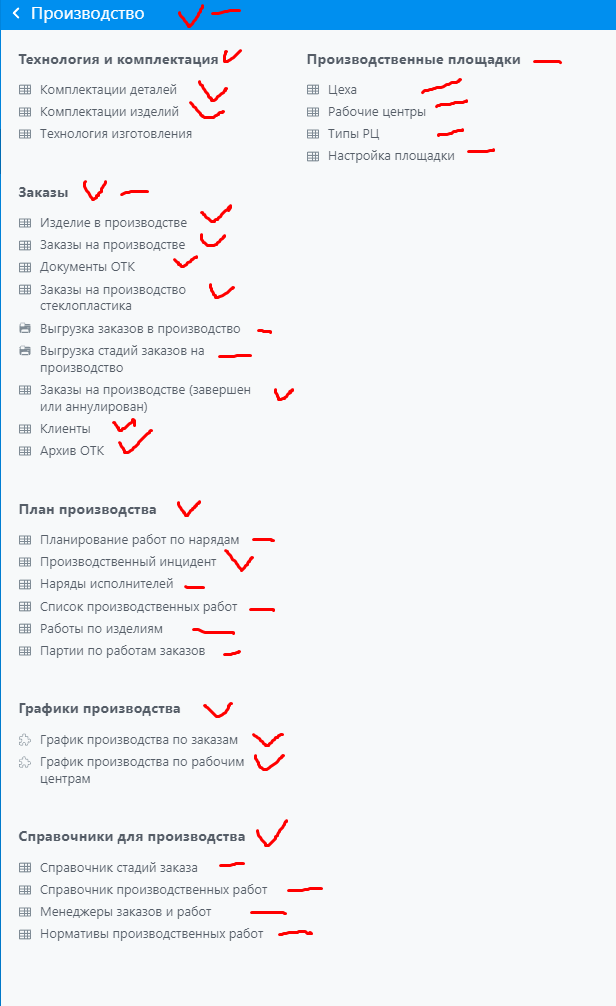 Производство
Технология и комплектация
Комплектации деталей
Комплектации изделий
Технология изготовления
Производственные площадки
Цеха
Рабочие центры
Типы РЦ
Настройка площадки
Заказы
Изделие в производстве
Заказы на производстве
Документы ОТК
Заказы на производство
стеклопластика
Выгрузка заказов в производство
Выгрузка стадий заказов на
производство
Заказы на производстве (завершен
или аннулирован)
Клиенты
Архив ОТК
План производства
Планирование работ по нарядам
Производственный инцидент
Наряды исполнителей
Список производственных работ
Работы по изделиям
Партии по работам заказов
Графики производства
График производства по заказам
График производства по рабочим
центрам
Справочники для производства
Справочник стадий заказа
Справочник производственных работ
Менеджеры заказов и работ
Нормативы производственных работ